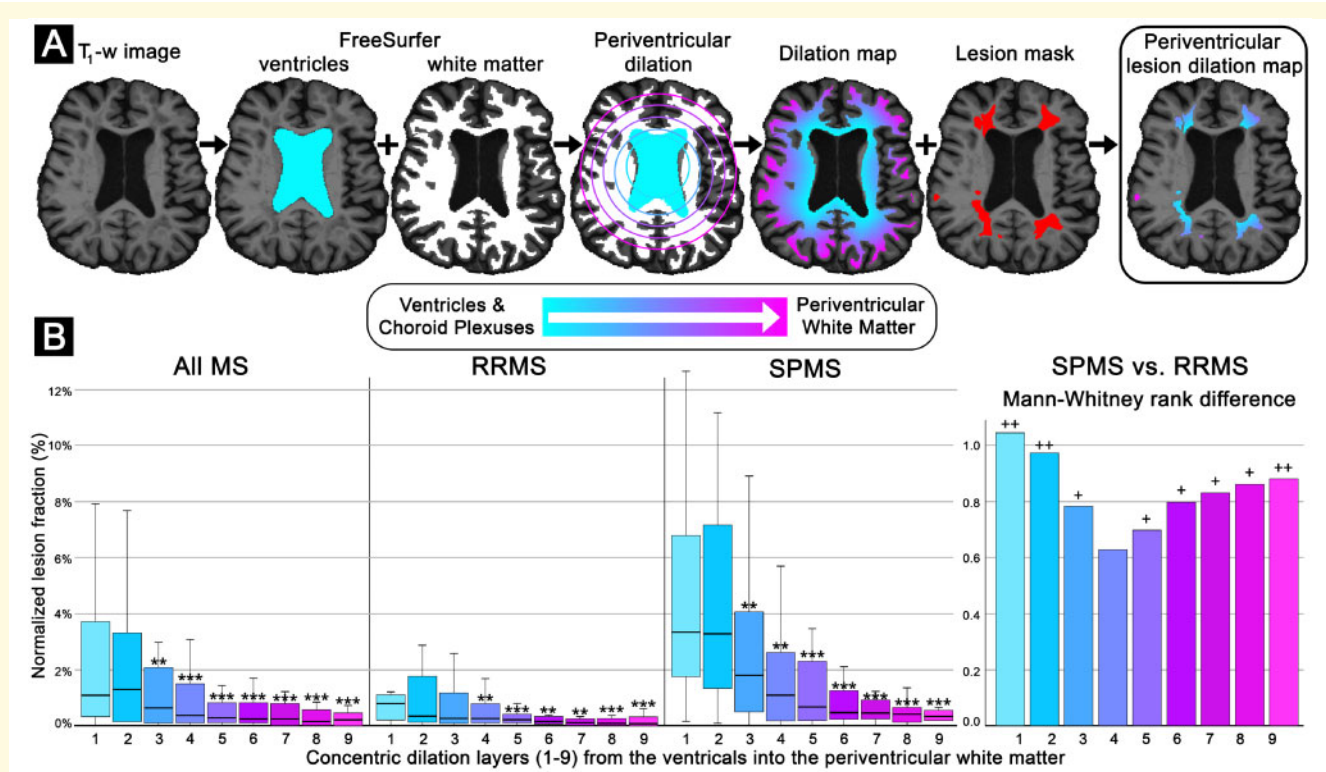 A
T1-w image
FreeSurfer
ventricles
white matter
Periventricular
dilation
Dilation map
Lesion mask
Periventricular
lesion dilation map
+
+
Ventricles &
Choroid Plexuses
Periventricular
White Matter
B
All MS
RRMS
SPMS
SPMS vs. RRMS
Mann-Whitney rank difference
Normalized lesion fraction (%)
12%
10%
8%
6%
4%
2%
0%
** *** *** *** *** *** ***
** *** ** ** *** ***
** ** *** *** *** *** ***
1.0
0.8
0.6
0.4
0.2
0.0
++ ++ + + + + + ++
1 2 3 4 5 6 7 8 9
1 2 3 4 5 6 7 8 9
1 2 3 4 5 6 7 8 9
1 2 3 4 5 6 7 8 9
Concentric dilation layers (1-9) from the ventricals into the periventricular white matter